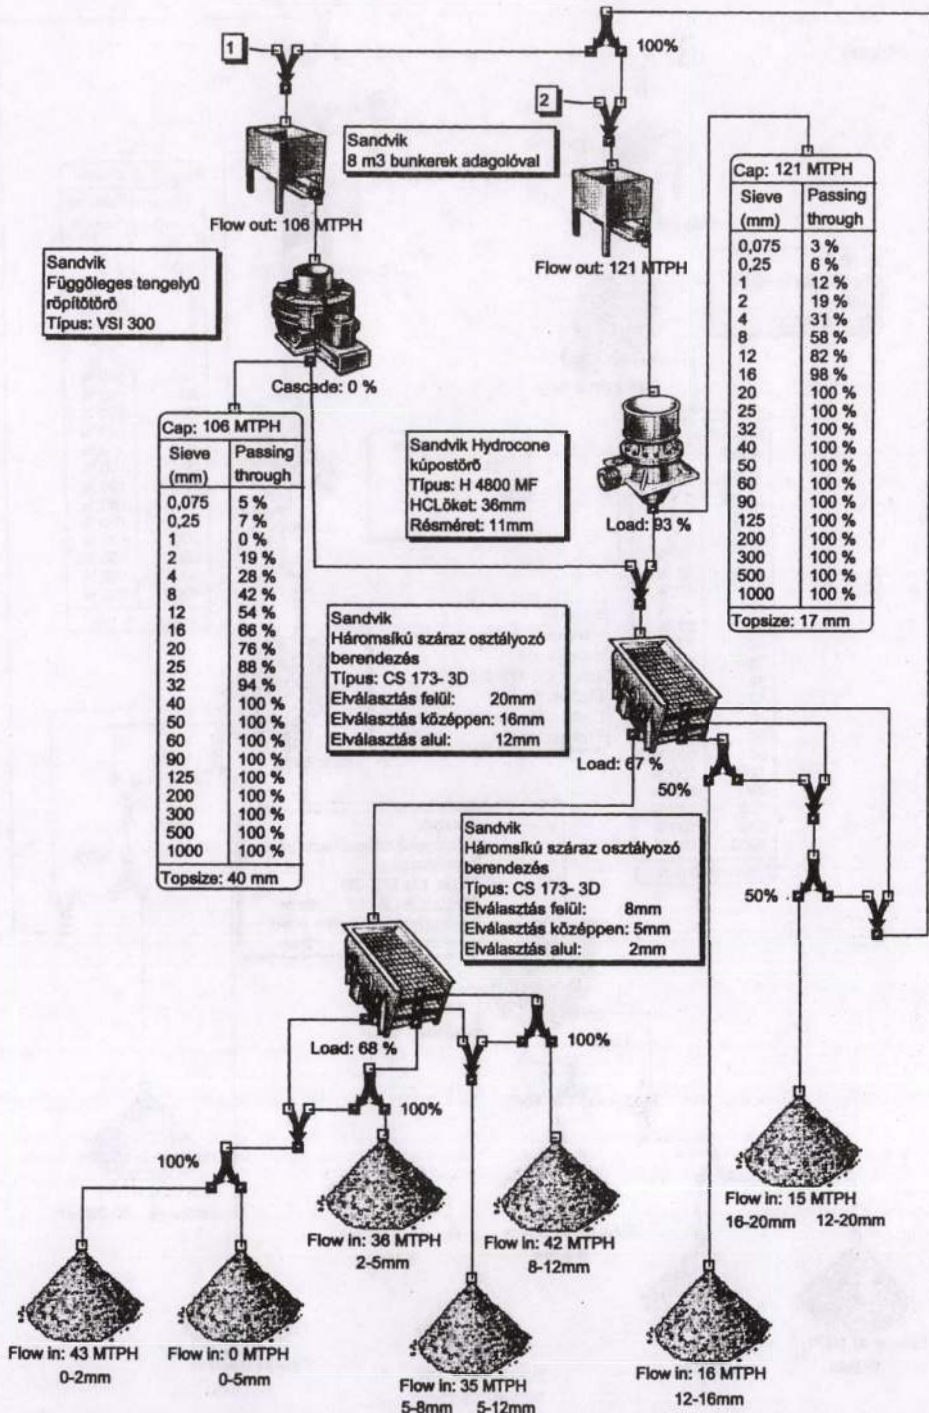 100%
1
2
Sandvik
8 m3 bunkerek adagolóval
Flow out: 106 MTPH
Flow out: 121 MTPH
Sandvik
Függőleges tengelyű
röpítőtörő
Típus: VSI 300
Cascade: 0 %
Cap: 121 MTPH
Sieve Passing
(mm) through
0,075 3 %
0,25 6 %
1 12 %
2 19 %
4 31 %
8 58 %
12 82 %
16 98 %
20 100 %
25 100 %
32 100 %
40 100 %
50 100 %
60 100 %
90 100 %
125 100 %
200 100 %
300 100 %
500 100 %
1000 100 %
Topsize: 17 mm
Cap: 106 MTPH
Sieve Passing
(mm) through
0,075 5 %
0,25 7 %
1 0 %
2 19 %
4 28 %
8 42 %
12 54 %
16 66 %
20 76 %
25 88 %
32 94 %
40 100 %
50 100 %
60 100 %
90 100 %
125 100 %
200 100 %
300 100 %
500 100 %
1000 100 %
Topsize: 40 mm
Sandvik Hydrocone
kúpostörő
Típus: H 4800 MF
HCLöket: 36mm
Résméret: 11mm
Load: 93 %
Sandvik
Háromsíkú száraz osztályozó
berendezés
Típus: CS 173- 3D
Elválasztás felül: 20mm
Elválasztás középpen: 16mm
Elválasztás alul: 12mm
Load: 67 %
50%
Sandvik
Háromsíkú száraz osztályozó
berendezés
Típus: CS 173- 3D
Elválasztás felül: 8mm
Elválasztás középpen: 5mm
Elválasztás alul: 2mm
50%
Load: 68 %
100%
100%
100%
Flow in: 15 MTPH
16-20mm 12-20mm
Flow in: 36 MTPH
2-5mm
Flow in: 42 MTPH
8-12mm
Flow in: 43 MTPH
0-2mm
Flow in: 0 MTPH
0-5mm
Flow in: 35 MTPH
5-8mm 5-12mm
Flow in: 16 MTPH
12-16mm